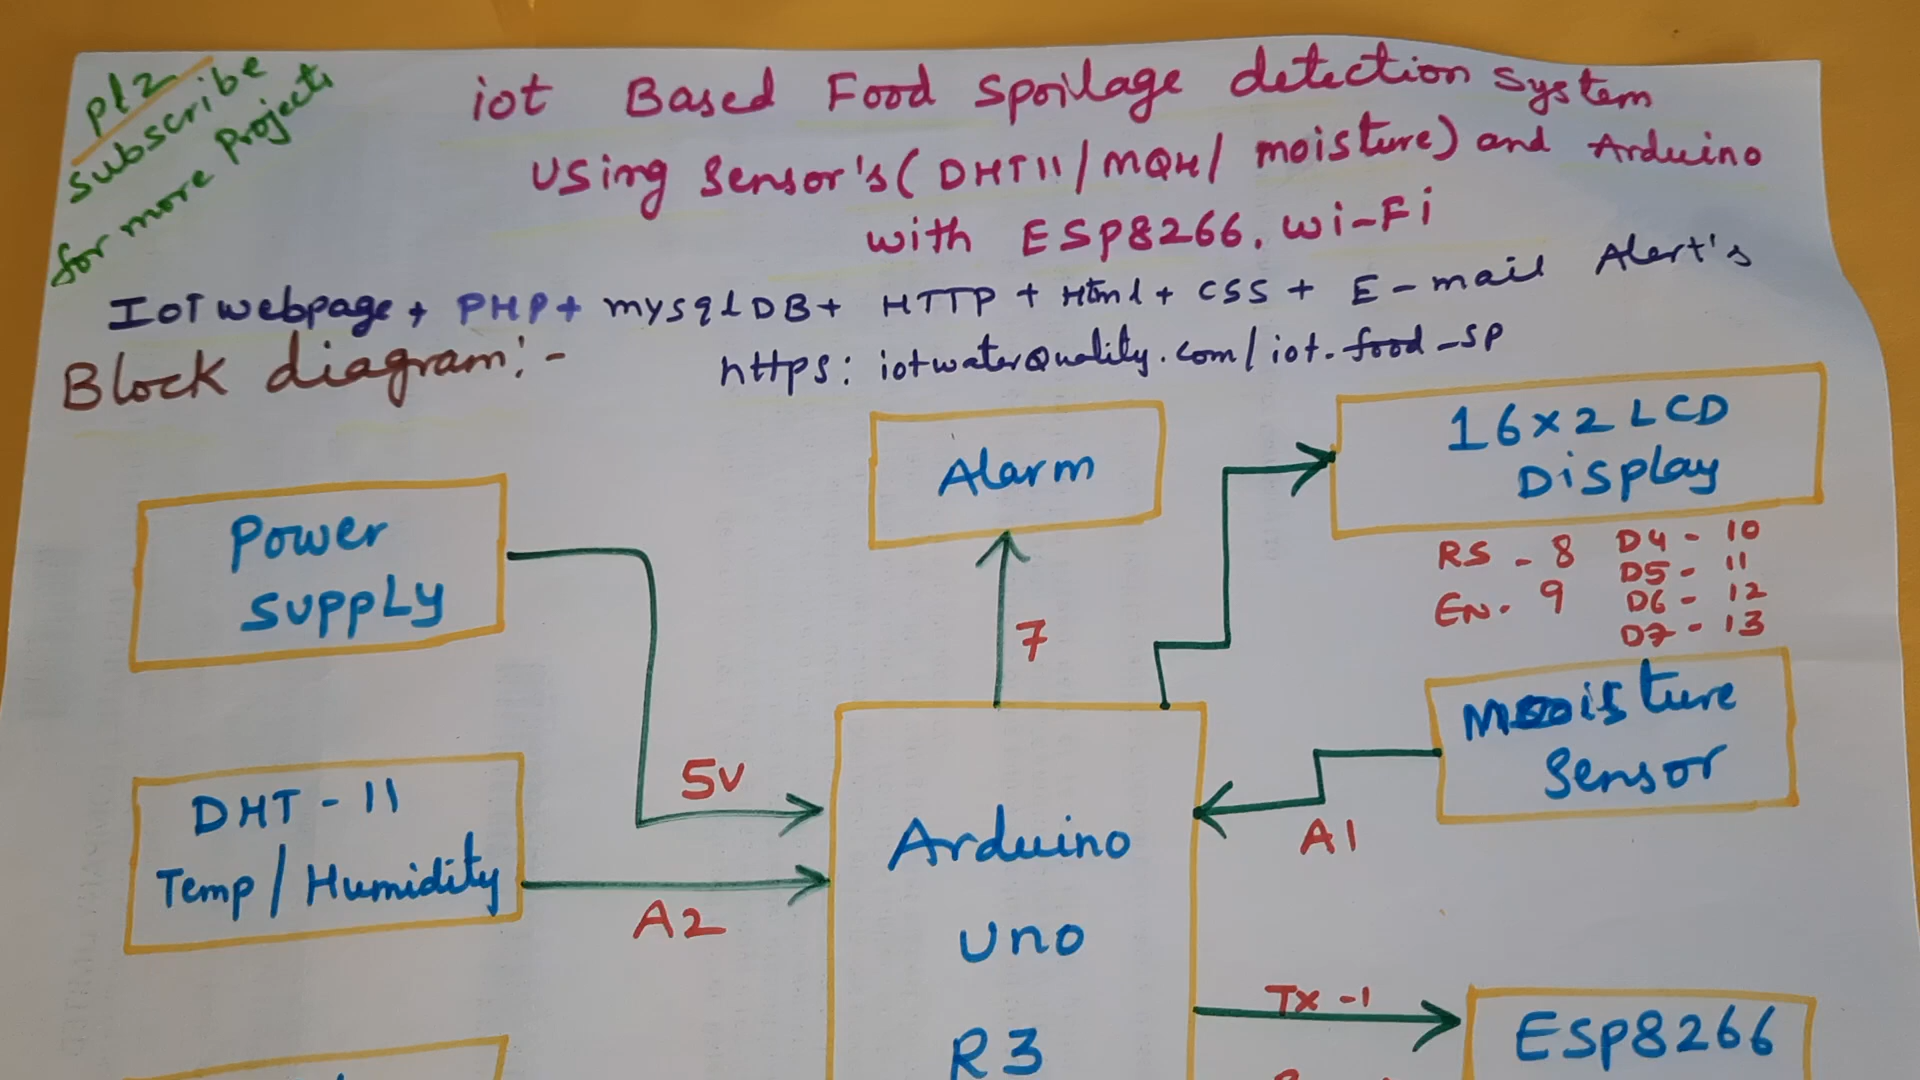 plz
subscribe
for more Projects
iot Based Food spoilage detection system
using Sensor's (DHT11/MQ4/ moisture) and Arduino
with ESP8266. wi-Fi
IoT webpage + PHP + mysqlDB + HTTP + Html + CSS + E-mail Alert's
Block diagram:-
https: iotwaterQuality.com/iot-food-sp
Alarm
16x2 LCD
Display
RS - 8
EN - 9
D4 - 10
D5 - 11
D6 - 12
D7 - 13
Power
supply
7
Moisture
Sensor
5v
A1
DHT - 11
Temp/Humidity
A2
Arduino
uno
R3
Tx -1
ESP8266